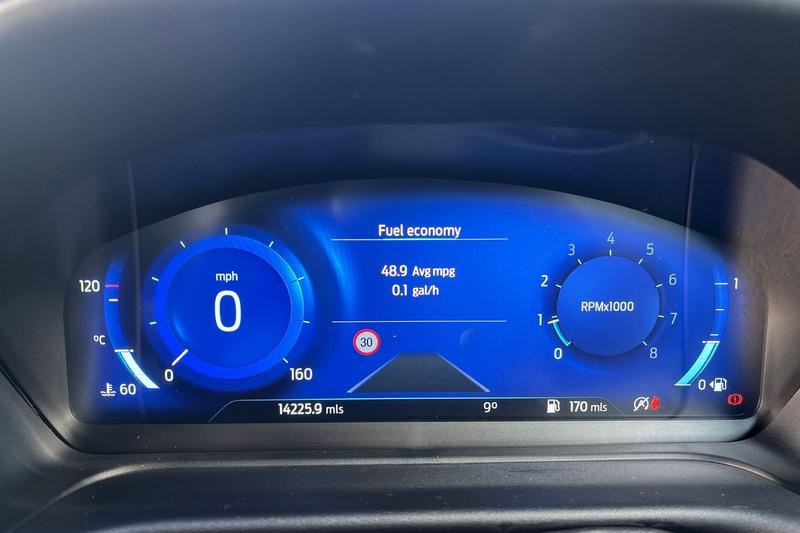 Fuel economy
48.9 Avg mpg
0.1 gal/h
mph
0
0
160
120
°C
60
30
RPMx1000
0
1
2
3
4
5
6
7
8
1
0
14225.9 mls
9°
170 mls